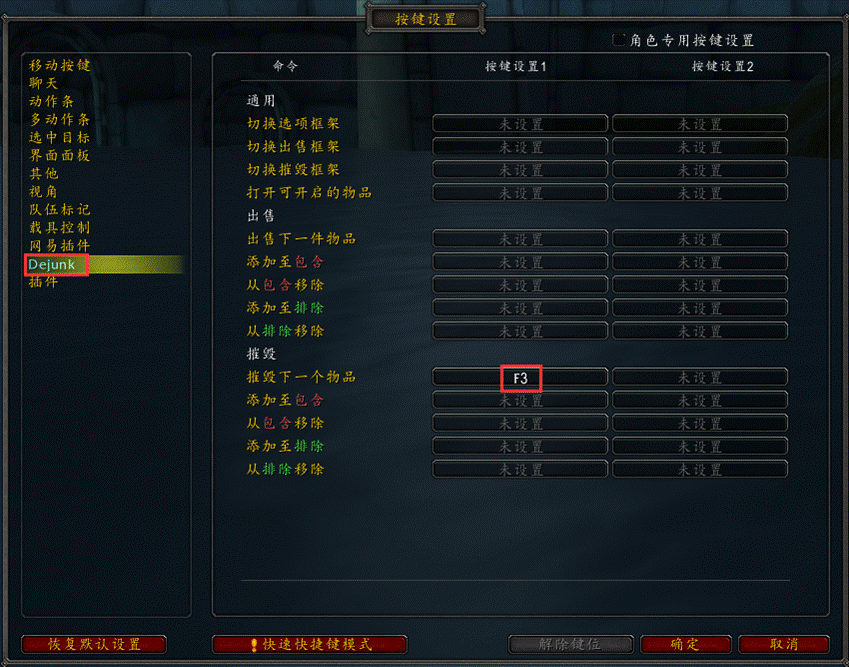 按键设置
角色专用按键设置
移动按键
聊天
动作条
多动作条
选中目标
界面面板
其他
视角
队伍标记
载具控制
网易插件
Dejunk
插件
命令 按键设置1 按键设置2
通用
切换选项框架 未设置 未设置
切换出售框架 未设置 未设置
切换摧毁框架 未设置 未设置
打开可开启的物品 未设置 未设置
出售
出售下一件物品 未设置 未设置
添加至包含 未设置 未设置
从包含移除 未设置 未设置
添加至排除 未设置 未设置
从排除移除 未设置 未设置
摧毁
摧毁下一个物品 F3 未设置
添加至包含 未设置 未设置
从包含移除 未设置 未设置
添加至排除 未设置 未设置
从排除移除 未设置 未设置
恢复默认设置 快速快捷键模式 解除键位 确定 取消